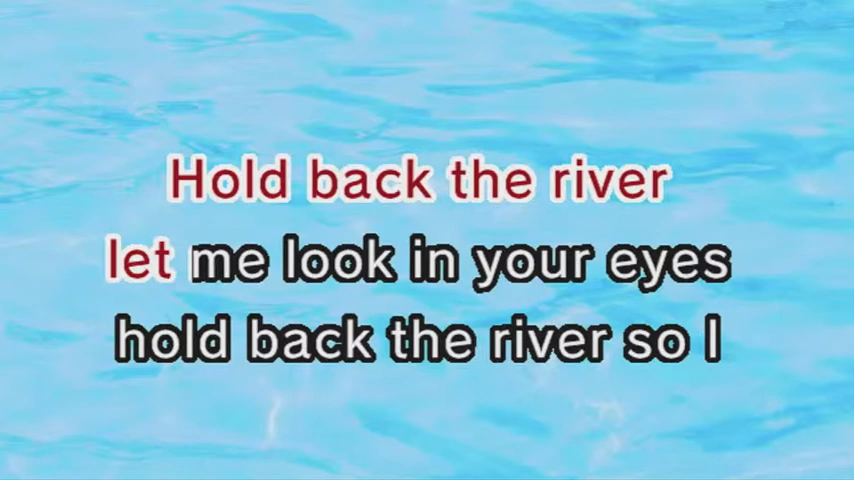 Hold back the river
let me look in your eyes
hold back the river so I